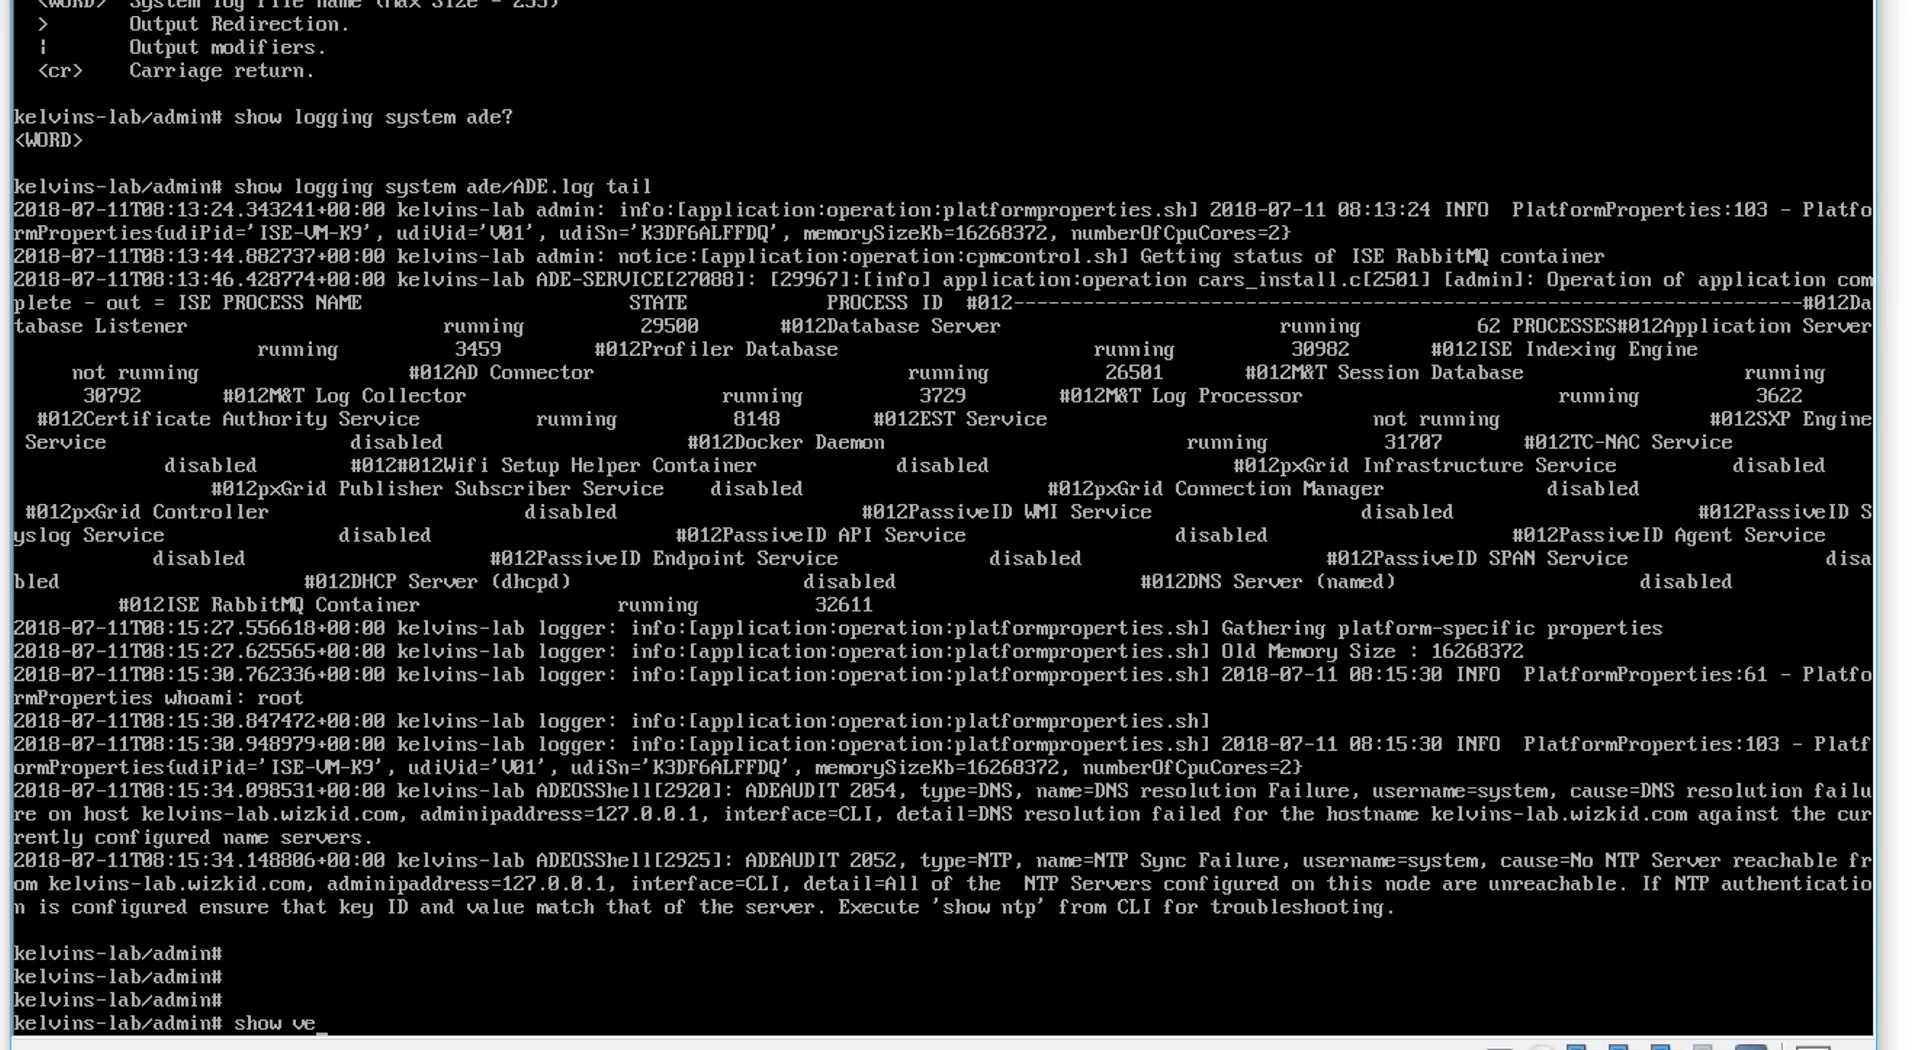 <WORD>  System log file name (Max Size - 255)
>       Output Redirection.
|       Output modifiers.
<cr>    Carriage return.
kelvins-lab/admin# show logging system ade?
<WORD>
kelvins-lab/admin# show logging system ade/ADE.log tail
2018-07-11T08:13:24.343241+00:00 kelvins-lab admin: info:[application:operation:platformproperties.sh] 2018-07-11 08:13:24 INFO  PlatformProperties:103 - Platfo
rmProperties{udiPid='ISE-VM-K9', udiVid='V01', udiSn='K3DF6ALFFDQ', memorySizeKb=16268372, numberOfCpuCores=2}
2018-07-11T08:13:44.882737+00:00 kelvins-lab admin: notice:[application:operation:cpmcontrol.sh] Getting status of ISE RabbitMQ container
2018-07-11T08:13:46.428774+00:00 kelvins-lab ADE-SERVICE[27088]: [29967]:[info] application:operation cars_install.c[2501] [admin]: Operation of application com
plete - out = ISE PROCESS NAME                       STATE            PROCESS ID  #012--------------------------------------------------------------------#012Da
tabase Listener                      running          29500       #012Database Server                        running          62 PROCESSES#012Application Server
                     running          3459        #012Profiler Database                      running          30982       #012ISE Indexing Engine
     not running                  #012AD Connector                           running          26501       #012M&T Session Database                   running
      30792       #012M&T Log Collector                      running          3729        #012M&T Log Processor                      running          3622
  #012Certificate Authority Service          running          8148        #012EST Service                            not running                  #012SXP Engine
 Service                     disabled                     #012Docker Daemon                          running          31707       #012TC-NAC Service
             disabled        #012#012Wifi Setup Helper Container            disabled                     #012pxGrid Infrastructure Service          disabled
                 #012pxGrid Publisher Subscriber Service    disabled                     #012pxGrid Connection Manager              disabled
 #012pxGrid Controller                      disabled                     #012PassiveID WMI Service                  disabled                     #012PassiveID S
yslog Service               disabled                     #012PassiveID API Service                  disabled                     #012PassiveID Agent Service
            disabled                     #012PassiveID Endpoint Service             disabled                     #012PassiveID SPAN Service                 disa
bled                     #012DHCP Server (dhcpd)                    disabled                     #012DNS Server (named)                     disabled
         #012ISE RabbitMQ Container                 running          32611
2018-07-11T08:15:27.556618+00:00 kelvins-lab logger: info:[application:operation:platformproperties.sh] Gathering platform-specific properties
2018-07-11T08:15:27.625565+00:00 kelvins-lab logger: info:[application:operation:platformproperties.sh] Old Memory Size : 16268372
2018-07-11T08:15:30.762336+00:00 kelvins-lab logger: info:[application:operation:platformproperties.sh] 2018-07-11 08:15:30 INFO  PlatformProperties:61 - Platfo
rmProperties whoami: root
2018-07-11T08:15:30.847472+00:00 kelvins-lab logger: info:[application:operation:platformproperties.sh]
2018-07-11T08:15:30.948979+00:00 kelvins-lab logger: info:[application:operation:platformproperties.sh] 2018-07-11 08:15:30 INFO  PlatformProperties:103 - Platf
ormProperties{udiPid='ISE-VM-K9', udiVid='V01', udiSn='K3DF6ALFFDQ', memorySizeKb=16268372, numberOfCpuCores=2}
2018-07-11T08:15:34.098531+00:00 kelvins-lab ADEOSShell[2920]: ADEAUDIT 2054, type=DNS, name=DNS resolution Failure, username=system, cause=DNS resolution failu
re on host kelvins-lab.wizkid.com, adminipaddress=127.0.0.1, interface=CLI, detail=DNS resolution failed for the hostname kelvins-lab.wizkid.com against the cur
rently configured name servers.
2018-07-11T08:15:34.148806+00:00 kelvins-lab ADEOSShell[2925]: ADEAUDIT 2052, type=NTP, name=NTP Sync Failure, username=system, cause=No NTP Server reachable fr
om kelvins-lab.wizkid.com, adminipaddress=127.0.0.1, interface=CLI, detail=All of the  NTP Servers configured on this node are unreachable. If NTP authenticatio
n is configured ensure that key ID and value match that of the server. Execute 'show ntp' from CLI for troubleshooting.
kelvins-lab/admin#
kelvins-lab/admin#
kelvins-lab/admin#
kelvins-lab/admin# show ve_